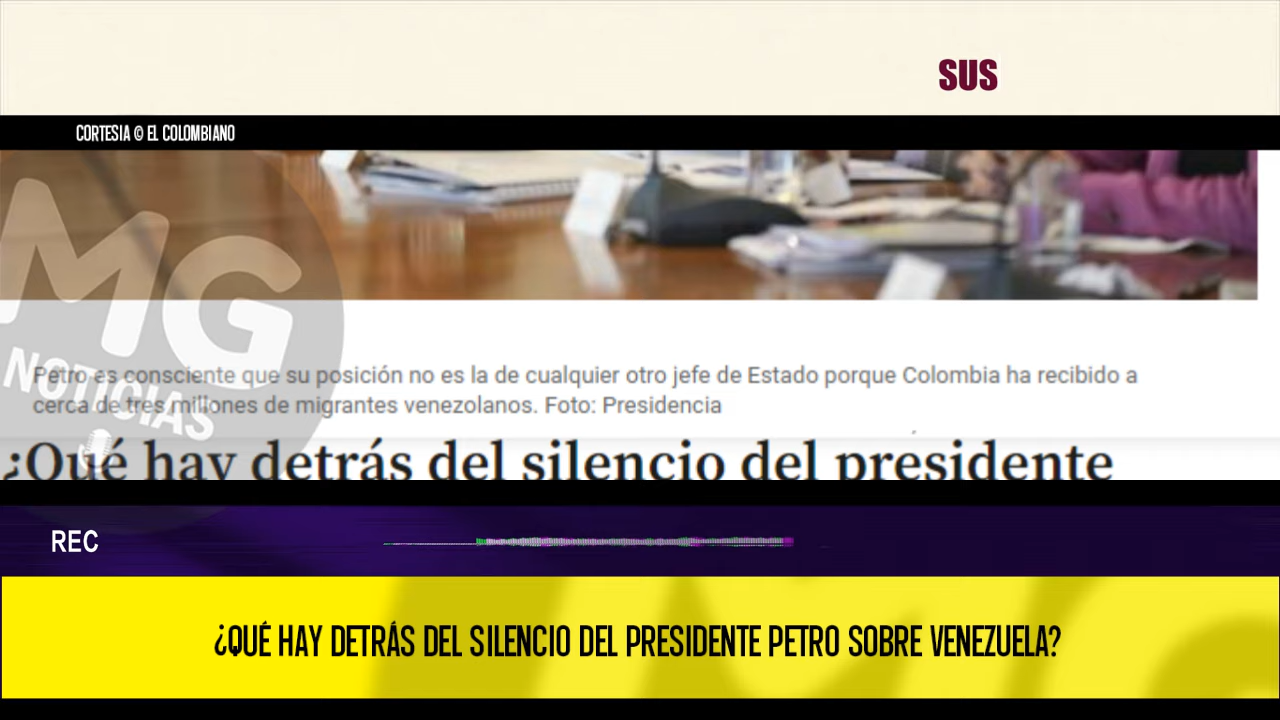 SUS
CORTESIA © EL COLOMBIANO
MG
NOTICIAS
Petro es consciente que su posición no es la de cualquier otro jefe de Estado porque Colombia ha recibido a
cerca de tres millones de migrantes venezolanos. Foto: Presidencia
¿Qué hay detrás del silencio del presidente
REC
¿QUÉ HAY DETRÁS DEL SILENCIO DEL PRESIDENTE PETRO SOBRE VENEZUELA?